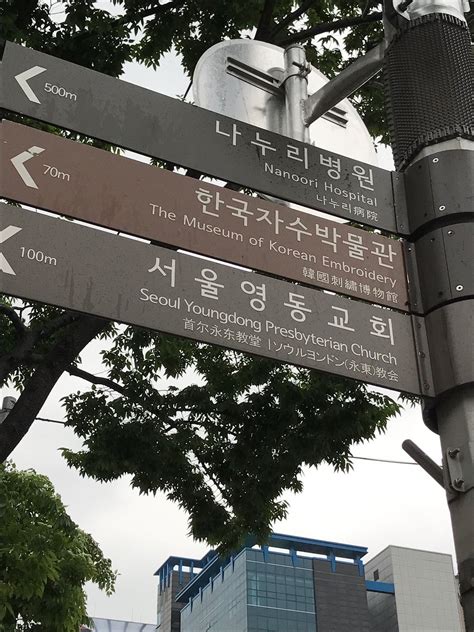 500m
나누리병원
Nanoori Hospital
나누리病院
70m
한국자수박물관
The Museum of Korean Embroidery
韓國刺繡博物館
100m
서울영동교회
Seoul Youngdong Presbyterian Church
首尔永东教堂 | ソウルヨンドン(永東)教会